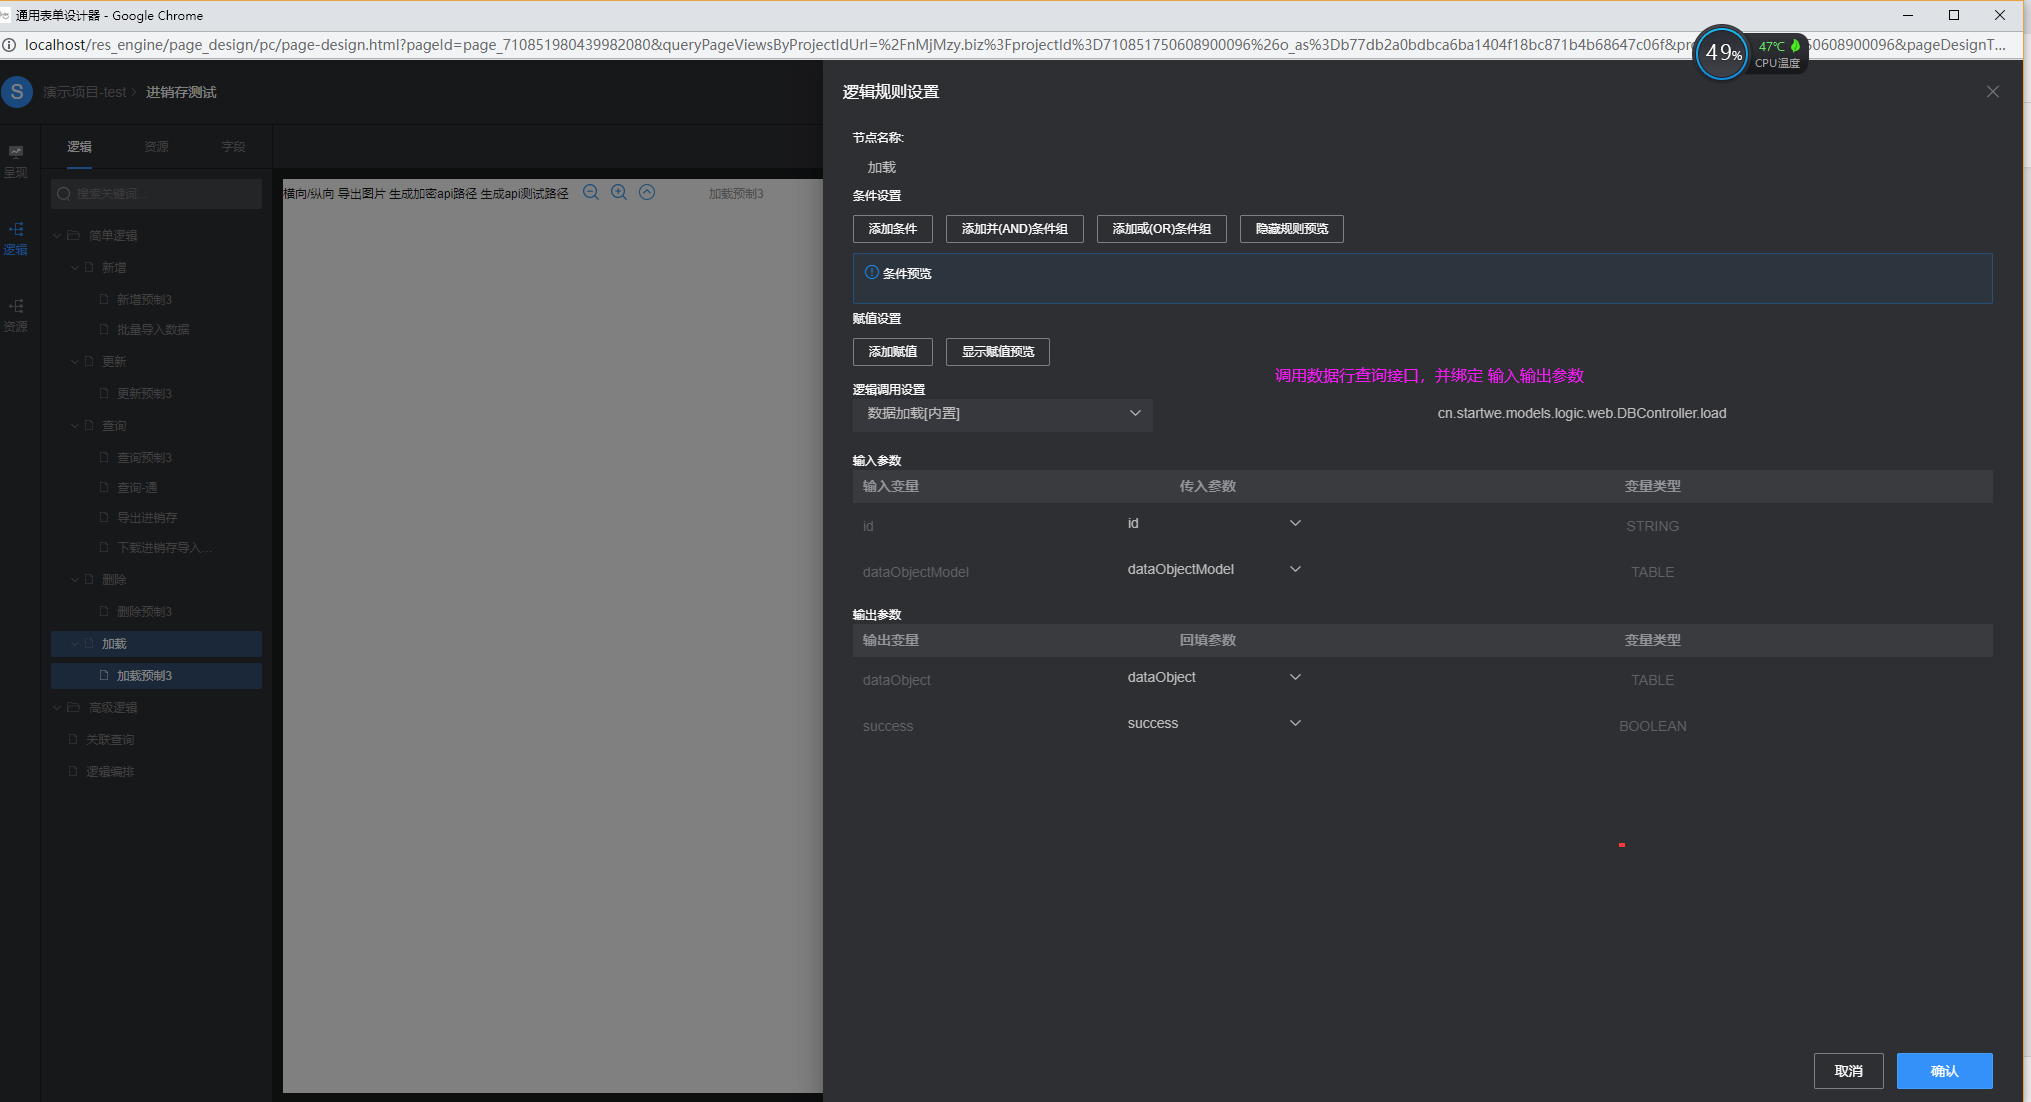 通用表单设计器 - Google Chrome
localhost/res_engine/page_design/pc/page-design.html?pageId=page_710851980439982080&queryPageViewsByProjectIdUrl=%2FnMjMzy.biz%3FprojectId%3D710851750608900096%26o_as%3Db77db2a0bdbca6ba1404f18bc871b4b68647c06f&pr
50608900096&pageDesignT...
49%
47℃
CPU温度
S
演示项目-test
进销存测试
逻辑规则设置
呈现
逻辑
资源
逻辑
资源
字段
搜索关键词...
简单逻辑
新增
新增预制3
批量导入数据
更新
更新预制3
查询
查询预制3
查询-通
导出进销存
下载进销存导入...
删除
删除预制3
加载
加载预制3
高级逻辑
关联查询
逻辑编排
横向/纵向 导出图片 生成加密api路径 生成api测试路径
加载预制3
节点名称:
加载
条件设置
添加条件
添加并(AND)条件组
添加或(OR)条件组
隐藏规则预览
条件预览
赋值设置
添加赋值
显示赋值预览
调用数据行查询接口，并绑定 输入输出参数
逻辑调用设置
数据加载[内置]
cn.startwe.models.logic.web.DBController.load
输入参数
输入变量 传入参数 变量类型
id id STRING
dataObjectModel dataObjectModel TABLE
输出参数
输出变量 回填参数 变量类型
dataObject dataObject TABLE
success success BOOLEAN
取消
确认